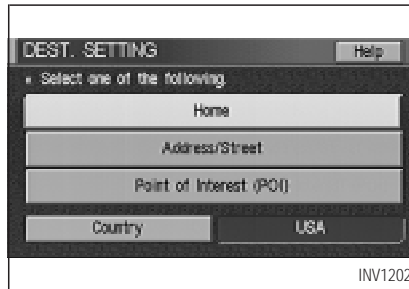 DEST. SETTING Help
Select one of the following.
Home
Address/Street
Point of Interest (POI)
Country USA
INV1202